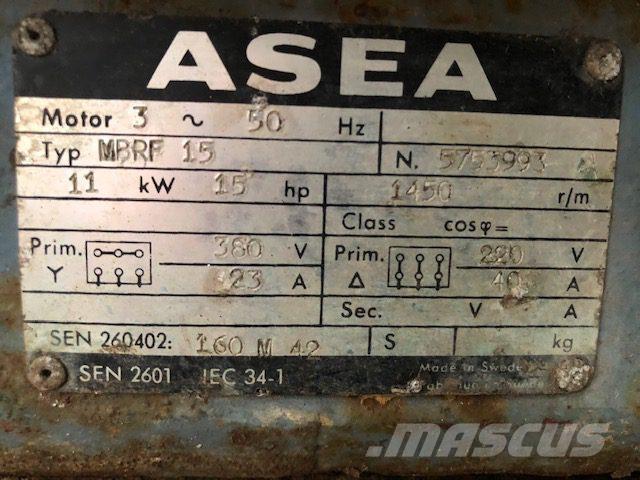 ASEA
Motor 3 ~ 50 Hz
Typ MBRF 15 N. 5753993
11 kW 15 hp 1450 r/m
Class cosφ=
Prim. 380 V Prim. 220 V
Y 23 A Δ 40 A
Sec. V A
SEN 260402: 160 M 42 S kg
SEN 2601 IEC 34-1 Made in Sweden
MASCUS